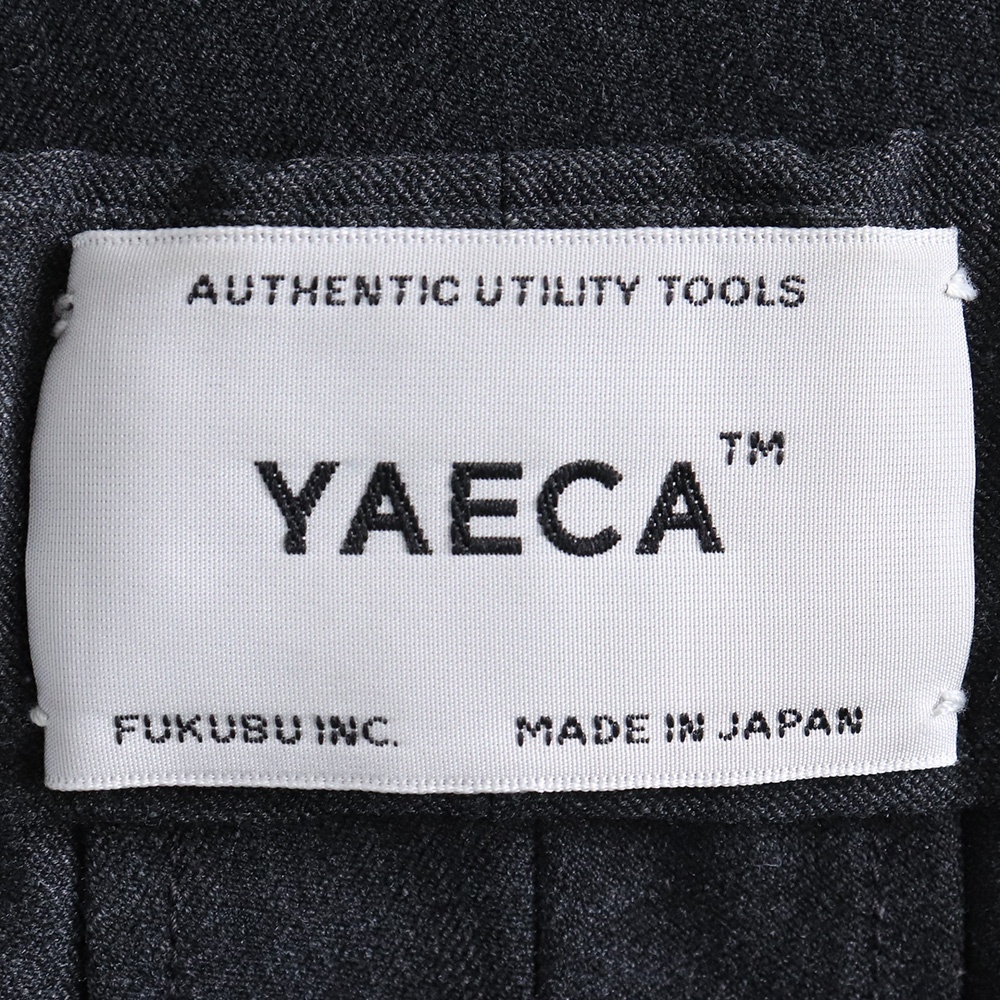 AUTHENTIC UTILITY TOOLS
YAECA™
FUKUBU INC. MADE IN JAPAN